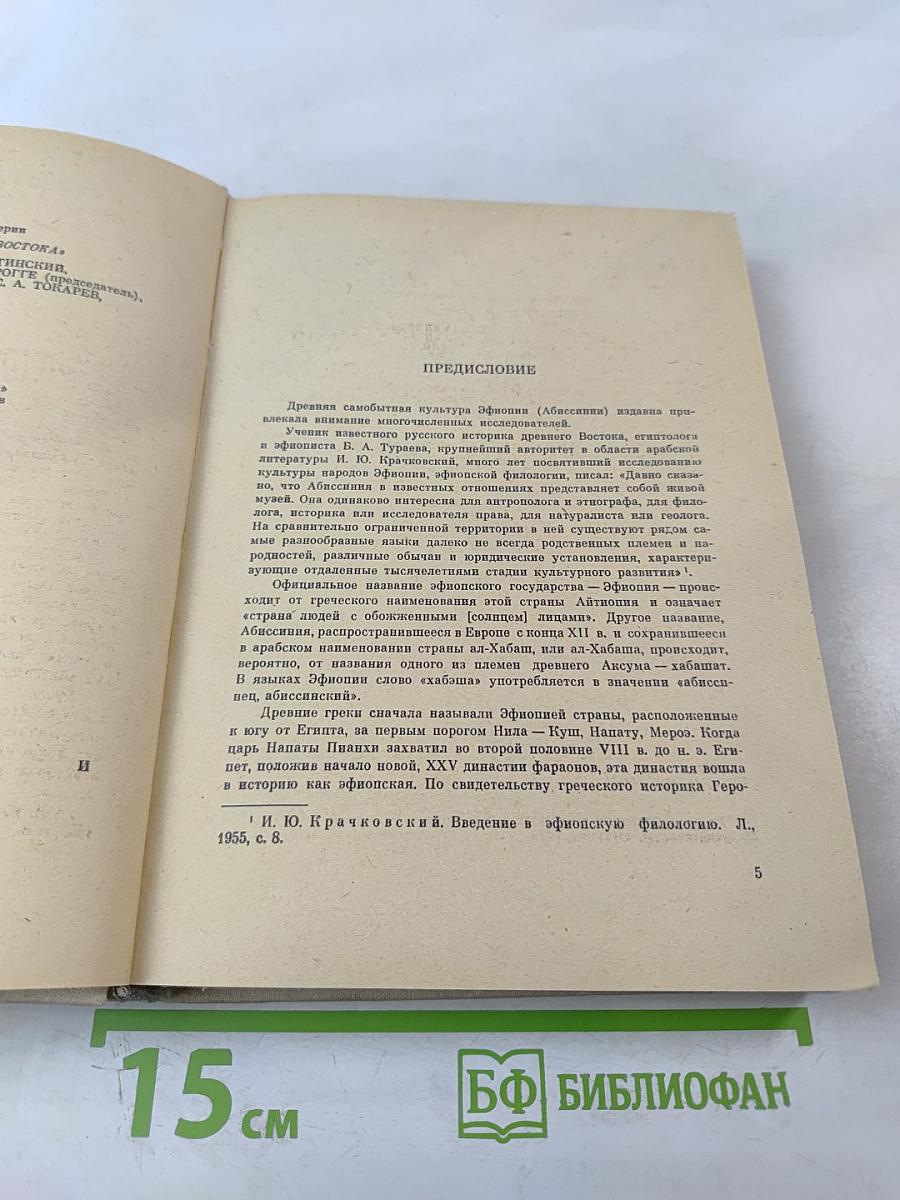 ерии
ВОСТОКА»
ТИНСКИЙ,
РОГГЕ (председатель),
С. А. ТОКАРЕВ,
»
в
И
ПРЕДИСЛОВИЕ
Древняя самобытная культура Эфиопии (Абиссинии) издавна при-
влекала внимание многочисленных исследователей.
Ученик известного русского историка древнего Востока, египтолога
и эфиописта Б. А. Тураева, крупнейший авторитет в области арабской
литературы И. Ю. Крачковский, много лет посвятивший исследованию
культуры народов Эфиопии, эфиопской филологии, писал: «Давно сказа-
но, что Абиссиния в известных отношениях представляет собой живой
музей. Она одинаково интересна для антрополога и этнографа, для фило-
лога, историка или исследователя права, для натуралиста или геолога.
На сравнительно ограниченной территории в ней существуют рядом са-
мые разнообразные языки далеко не всегда родственных племен и на-
родностей, различные обычаи и юридические установления, характери-
зующие отдаленные тысячелетиями стадии культурного развития» ¹.
Официальное название эфиопского государства — Эфиопия — проис-
ходит от греческого наименования этой страны Айтиопия и означает
«страна людей с обожженными [солнцем] лицами». Другое название,
Абиссиния, распространившееся в Европе с конца XII в. и сохранившееся
в арабском наименовании страны ал-Хабаш, или ал-Хабаша, происходит,
вероятно, от названия одного из племен древнего Аксума — хабашат.
В языках Эфиопии слово «хабэша» употребляется в значении «абисси-
нец, абиссинский».
Древние греки сначала называли Эфиопией страны, расположенные
к югу от Египта, за первым порогом Нила — Куш, Напату, Мероэ. Когда
царь Напаты Пианхи захватил во второй половине VIII в. до н. э. Еги-
пет, положив начало новой, XXV династии фараонов, эта династия вошла
в историю как эфиопская. По свидетельству греческого историка Геро-
¹ И. Ю. Крачковский. Введение в эфиопскую филологию. Л.,
1955, с. 8.
5
15 см
БФ БИБЛИОФАН